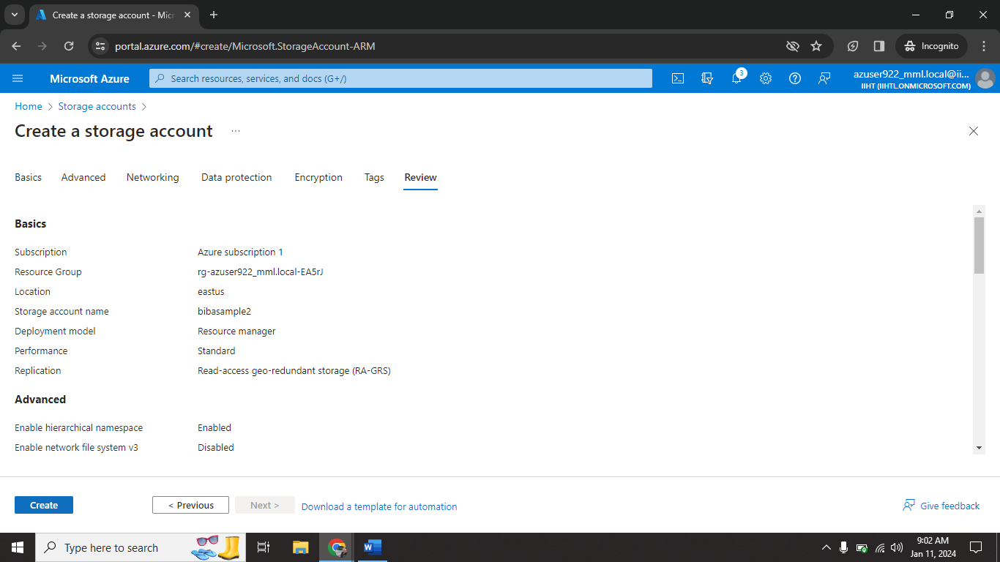 Create a storage account - Micr
portal.azure.com/#create/Microsoft.StorageAccount-ARM
Incognito
Microsoft Azure
Search resources, services, and docs (G+/)
3
azuser922_mml.local@ii...
IIHT (IIHTL.ONMICROSOFT.COM)
Home > Storage accounts >
Create a storage account ...
Basics Advanced Networking Data protection Encryption Tags Review
Basics
Subscription Azure subscription 1
Resource Group rg-azuser922_mml.local-EA5rJ
Location eastus
Storage account name bibasample2
Deployment model Resource manager
Performance Standard
Replication Read-access geo-redundant storage (RA-GRS)
Advanced
Enable hierarchical namespace Enabled
Enable network file system v3 Disabled
Create < Previous Next > Download a template for automation Give feedback
Type here to search
9:02 AM
Jan 11, 2024